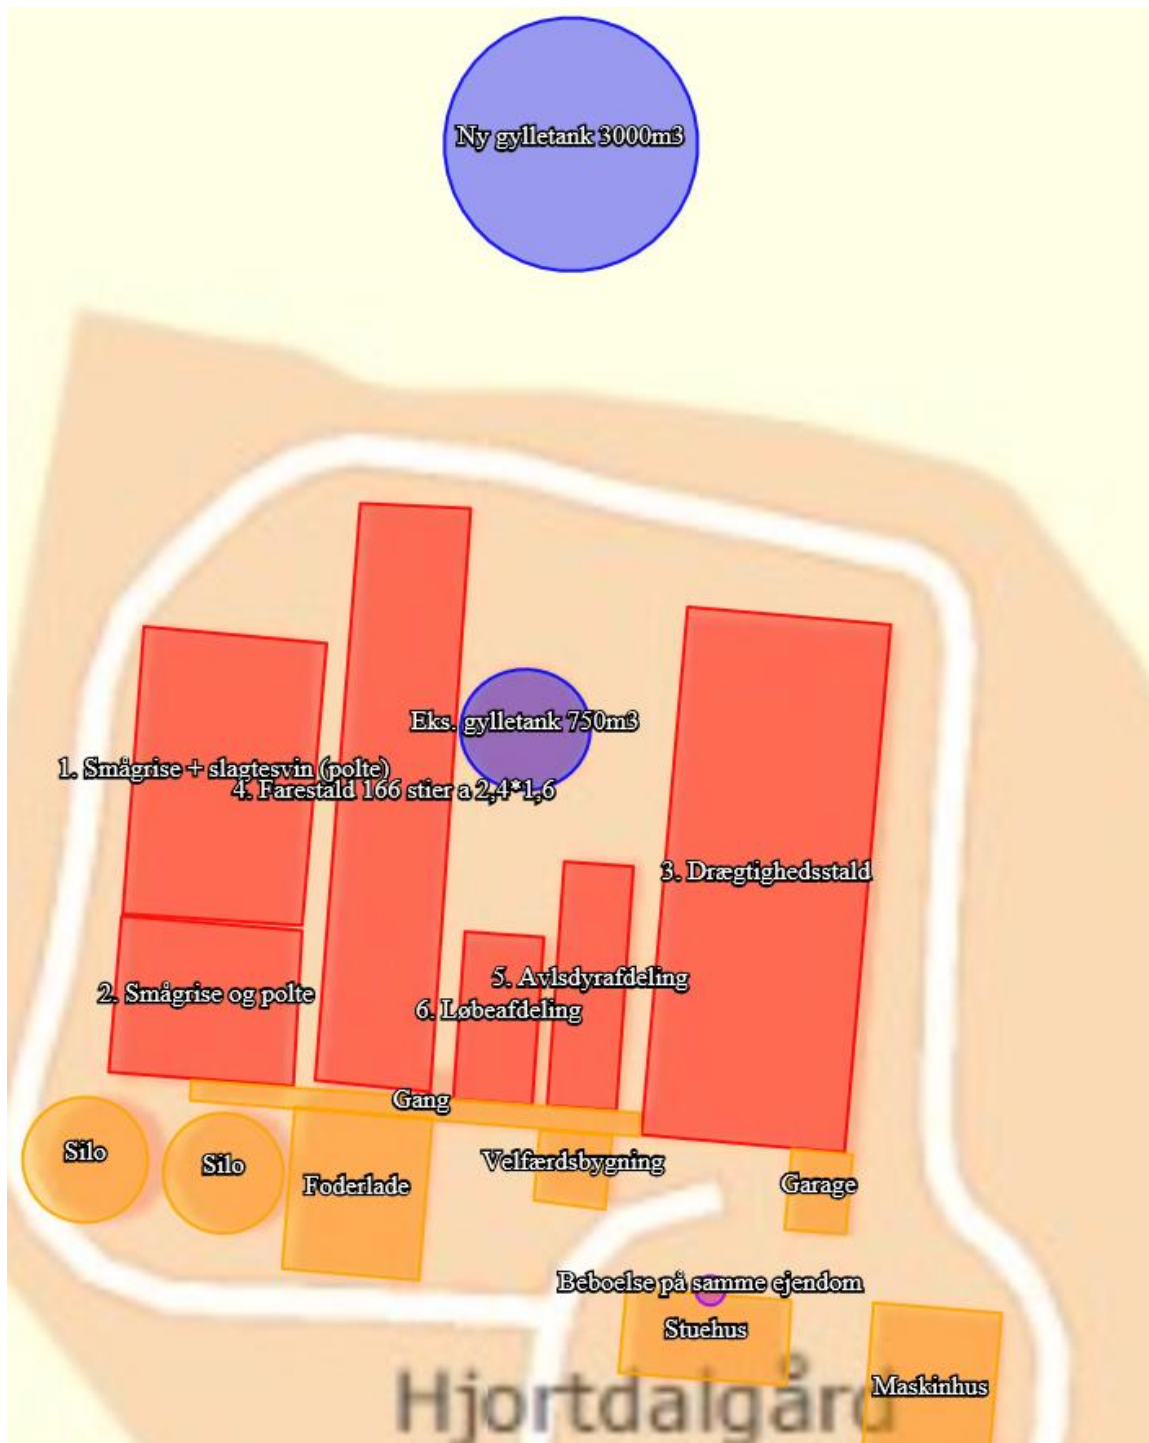 Ny gylletank 3000m3
Eks. gylletank 750m3
1. Smågrise + slagtesvin (polte)
4. Farestald 166 stier a 2,4*1,6
3. Drægtighedsstald
5. Avlsdyrafdeling
2. Smågrise og polte
6. Løbeafdeling
Gang
Silo
Silo
Foderlade
Velfærdsbygning
Garage
Beboelse på samme ejendom
Stuehus
Maskinhus
Hjortdalgård